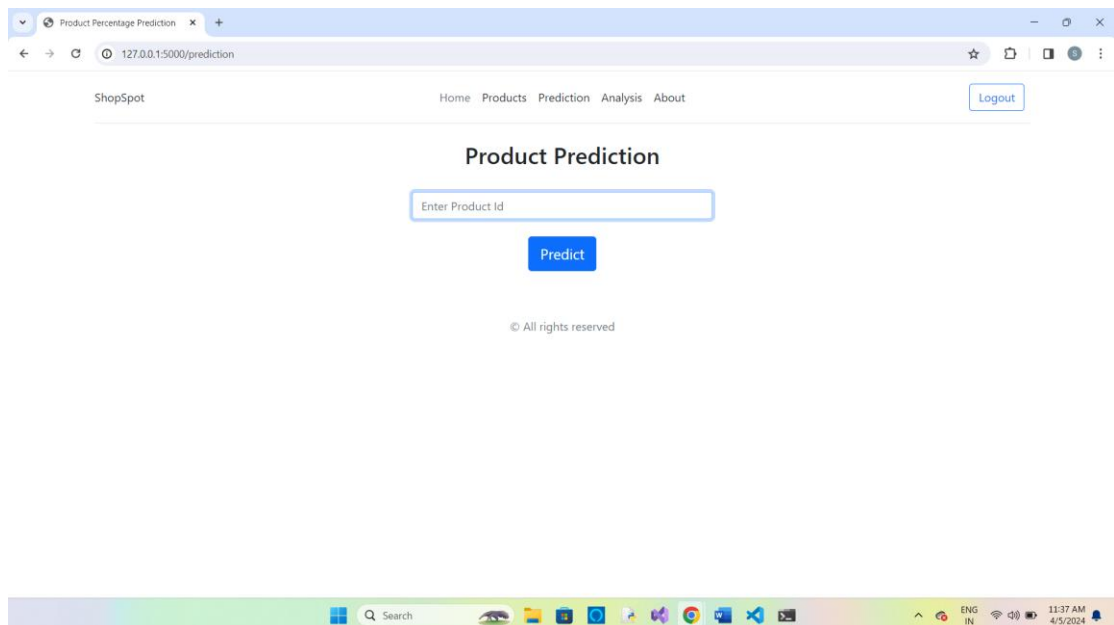 Product Percentage Prediction
127.0.0.1:5000/prediction
S
ShopSpot Home Products Prediction Analysis About Logout
Product Prediction
Enter Product Id
Predict
© All rights reserved
Search
ENG
IN
11:37 AM
4/5/2024